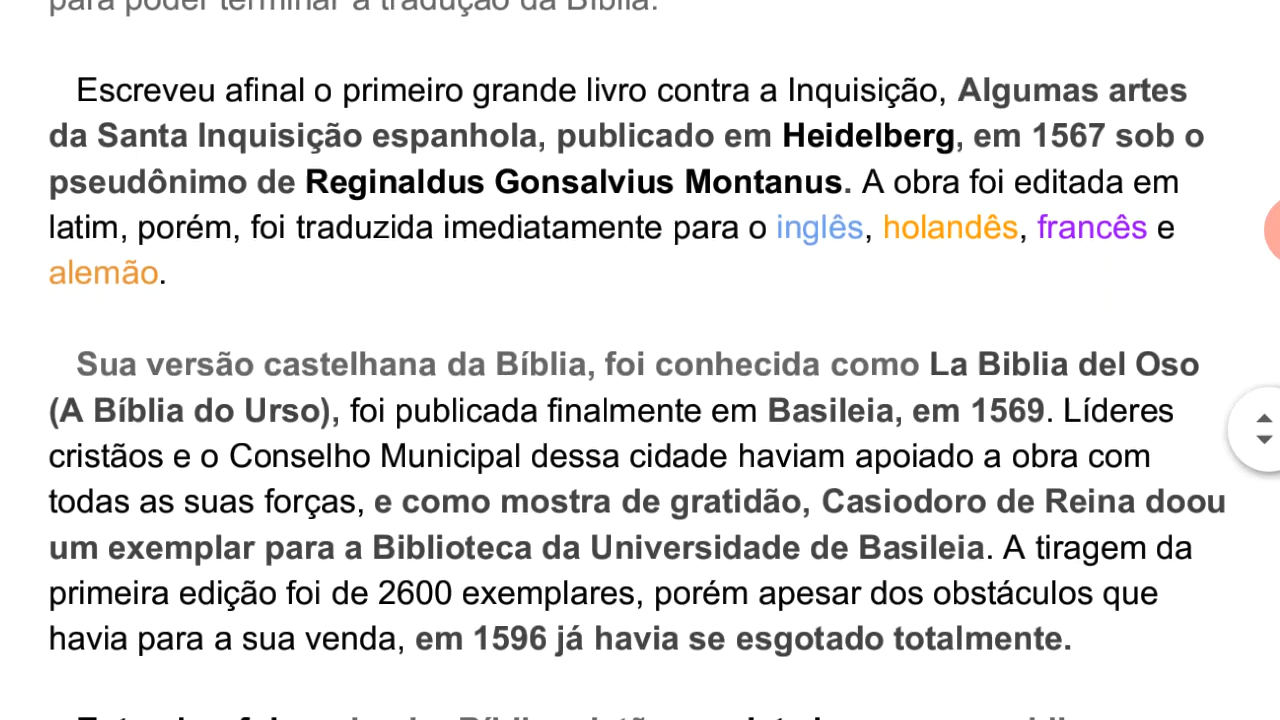 para poder terminar a tradução da Bíblia.
Escreveu afinal o primeiro grande livro contra a Inquisição, Algumas artes
da Santa Inquisição espanhola, publicado em Heidelberg, em 1567 sob o
pseudônimo de Reginaldus Gonsalvius Montanus. A obra foi editada em
latim, porém, foi traduzida imediatamente para o inglês, holandês, francês e
alemão.
Sua versão castelhana da Bíblia, foi conhecida como La Biblia del Oso
(A Bíblia do Urso), foi publicada finalmente em Basileia, em 1569. Líderes
cristãos e o Conselho Municipal dessa cidade haviam apoiado a obra com
todas as suas forças, e como mostra de gratidão, Casiodoro de Reina doou
um exemplar para a Biblioteca da Universidade de Basileia. A tiragem da
primeira edição foi de 2600 exemplares, porém apesar dos obstáculos que
havia para a sua venda, em 1596 já havia se esgotado totalmente.